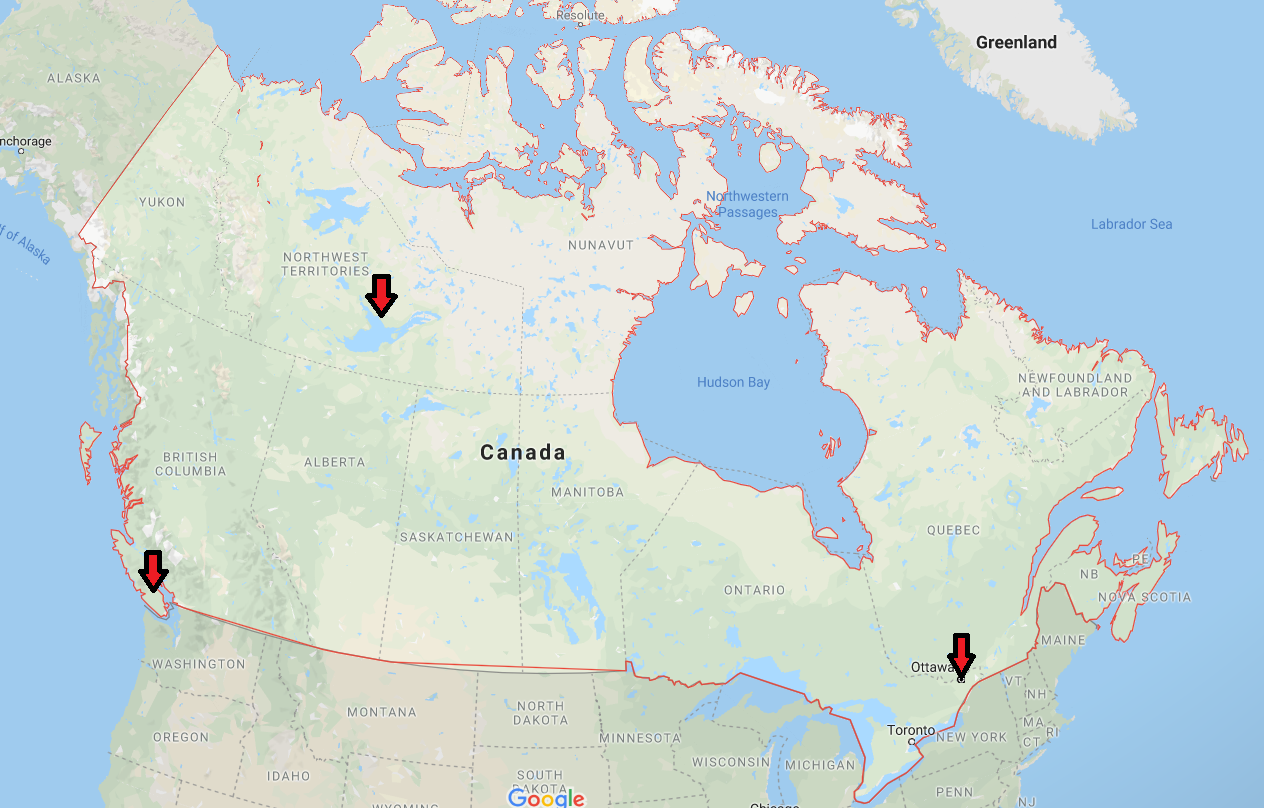 Resolute
Greenland
ALASKA
nchorage
YUKON
Northwestern
Passages
Labrador Sea
f of Alaska
NUNAVUT
NORTHWEST
TERRITORIES
Hudson Bay
NEWFOUNDLAND
AND LABRADOR
Canada
BRITISH
COLUMBIA
ALBERTA
MANITOBA
QUEBEC
SASKATCHEWAN
PE
NB
ONTARIO
NOVA SCOTIA
MAINE
WASHINGTON
Ottawa
VT
NH
MONTANA
NORTH
DAKOTA
MA
RI
CT
OREGON
MINNESOTA
Toronto
NEW YORK
WISCONSIN
MICHIGAN
IDAHO
SOUTH
DAKOTA
PENN
NJ
Google
WYOMING
Chicago